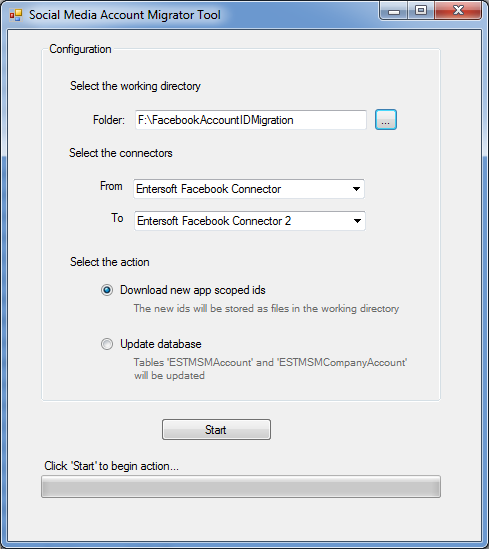 Social Media Account Migrator Tool
Configuration
Select the working directory
Folder: F:\FacebookAccountIDMigration ...
Select the connectors
From Entersoft Facebook Connector
To Entersoft Facebook Connector 2
Select the action
Download new app scoped ids
The new ids will be stored as files in the working directory
Update database
Tables 'ESTMSMAccount' and 'ESTMSMCompanyAccount'
will be updated
Start
Click 'Start' to begin action...